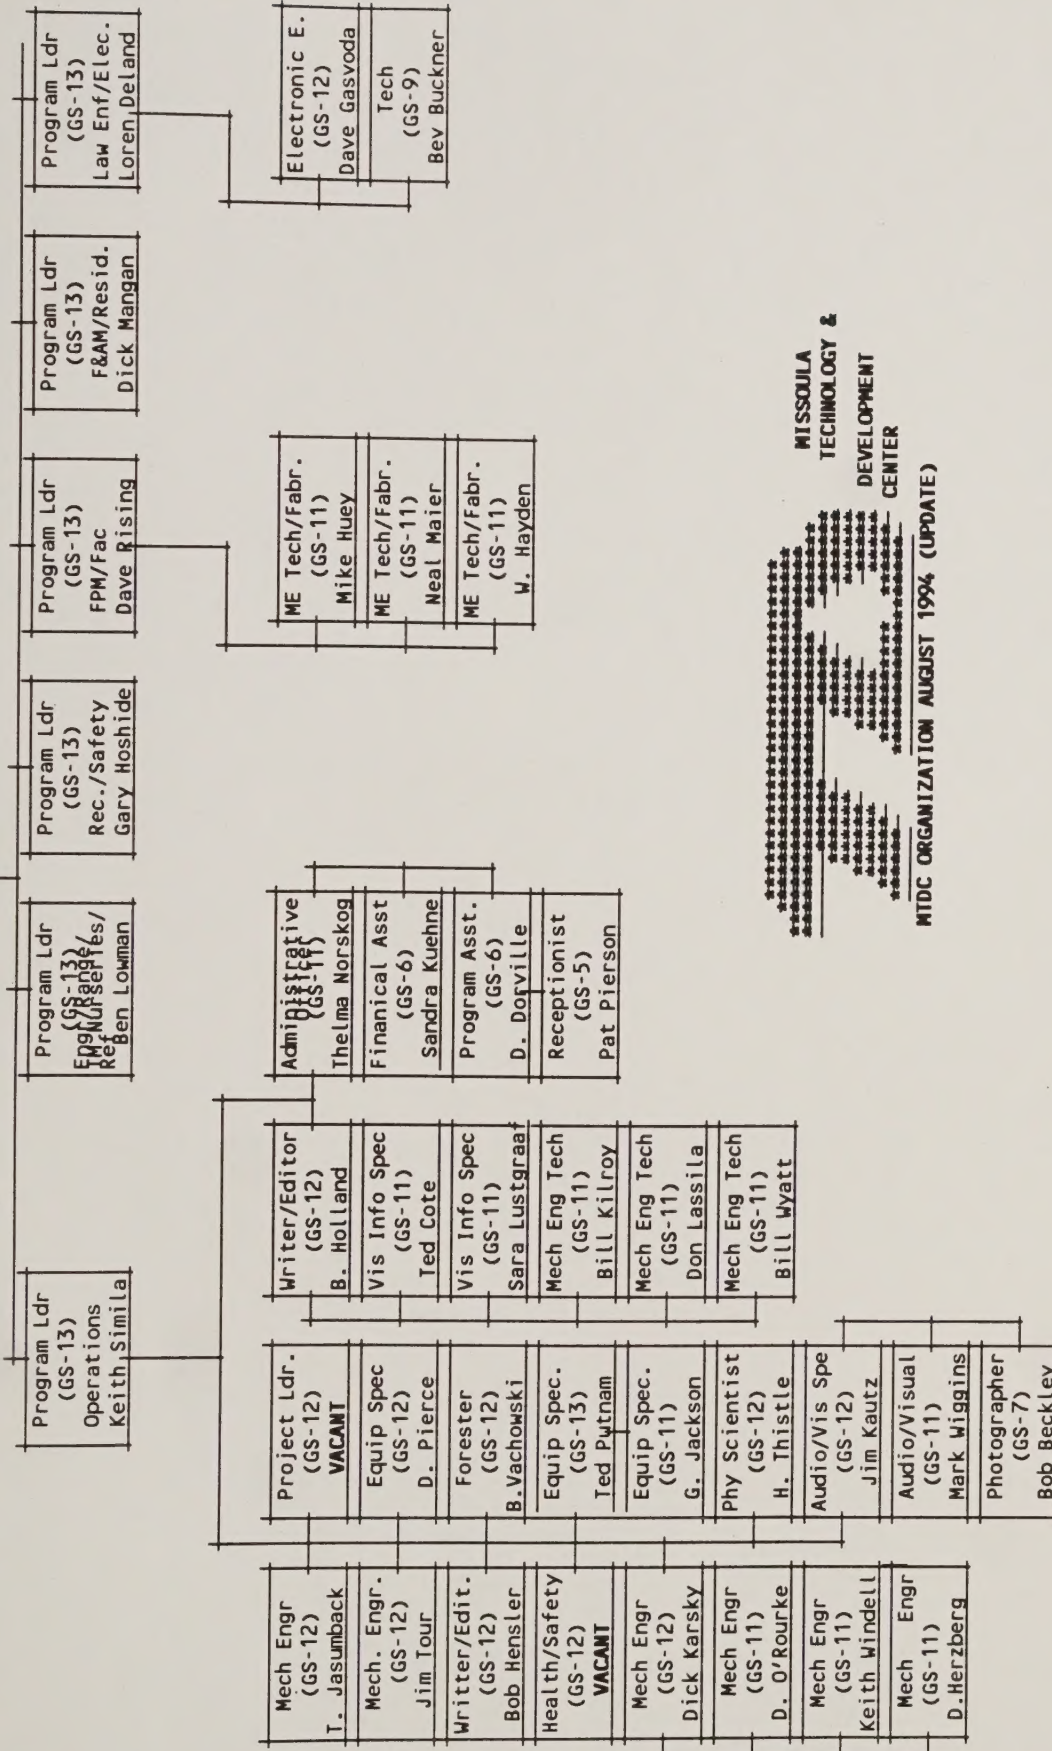 Program Ldr
(GS-13)
Operations
Keith Simila
Program Ldr
(GS-13)
Engr/Range/
TM/Nurseries/
Ref
Ben Lowman
Program Ldr
(GS-13)
Rec./Safety
Gary Hoshide
Program Ldr
(GS-13)
FPM/Fac
Dave Rising
Program Ldr
(GS-13)
F&AM/Resid.
Dick Mangan
Program Ldr
(GS-13)
Law Enf/Elec.
Loren Deland
Mech Engr
(GS-12)
T. Jasumback
Mech. Engr.
(GS-12)
Jim Tour
Writter/Edit.
(GS-12)
Bob Hensler
Health/Safety
(GS-12)
VACANT
Mech Engr
(GS-12)
Dick Karsky
Mech Engr
(GS-11)
D. O'Rourke
Mech Engr
(GS-11)
Keith Windell
Mech Engr
(GS-11)
D.Herzberg
Project Ldr.
(GS-12)
VACANT
Equip Spec
(GS-12)
D. Pierce
Forester
(GS-12)
B.Vachowski
Equip Spec.
(GS-13)
Ted Putnam
Equip Spec.
(GS-11)
G. Jackson
Phy Scientist
(GS-12)
H. Thistle
Audio/Vis Spe
(GS-12)
Jim Kautz
Audio/Visual
(GS-11)
Mark Wiggins
Photographer
(GS-7)
Bob Beckley
Writer/Editor
(GS-12)
B. Holland
Vis Info Spec
(GS-11)
Ted Cote
Vis Info Spec
(GS-11)
Sara Lustgraaf
Mech Eng Tech
(GS-11)
Bill Kilroy
Mech Eng Tech
(GS-11)
Don Lassila
Mech Eng Tech
(GS-11)
Bill Wyatt
Administrative
Officer
(GS-11)
Thelma Norskog
Finanical Asst
(GS-6)
Sandra Kuehne
Program Asst.
(GS-6)
D. Dorville
Receptionist
(GS-5)
Pat Pierson
ME Tech/Fabr.
(GS-11)
Mike Huey
ME Tech/Fabr.
(GS-11)
Neal Maier
ME Tech/Fabr.
(GS-11)
W. Hayden
Electronic E.
(GS-12)
Dave Gasvoda
Tech
(GS-9)
Bev Buckner
MISSOULA
TECHNOLOGY &
DEVELOPMENT
CENTER
MTDC ORGANIZATION AUGUST 1994 (UPDATE)